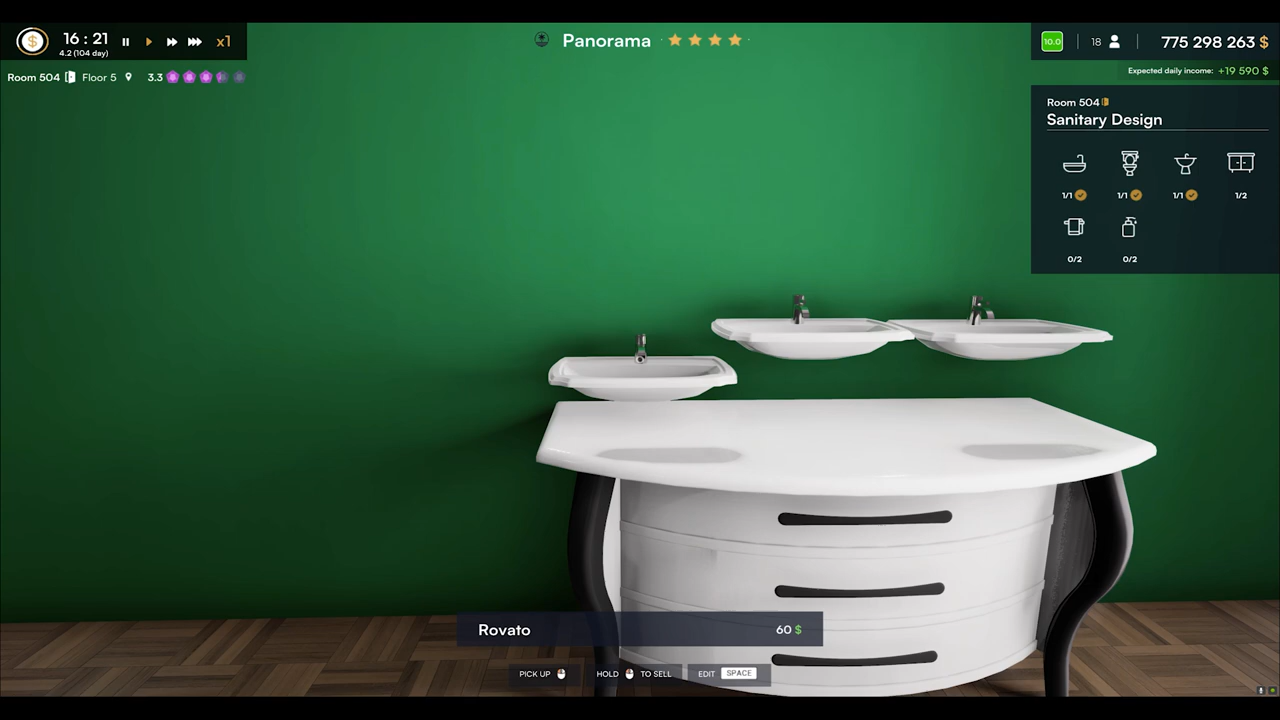 16 : 21
x1
4.2 (104 day)
Panorama
10.0
18
775 298 263 $
Expected daily income: +19 590 $
Room 504
Floor 5
3.3
Room 504
Sanitary Design
1/1
1/1
1/1
1/2
0/2
0/2
Rovato
60 $
PICK UP
HOLD
TO SELL
EDIT
SPACE